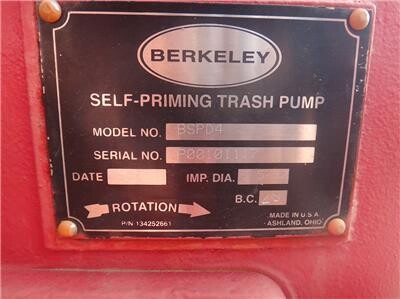 BERKELEY
SELF-PRIMING TRASH PUMP
MODEL NO. BSPD4
SERIAL NO.
DATE IMP. DIA.
B.C.
ROTATION
MADE IN U.S.A
P/N 134252661 ASHLAND, OHIO